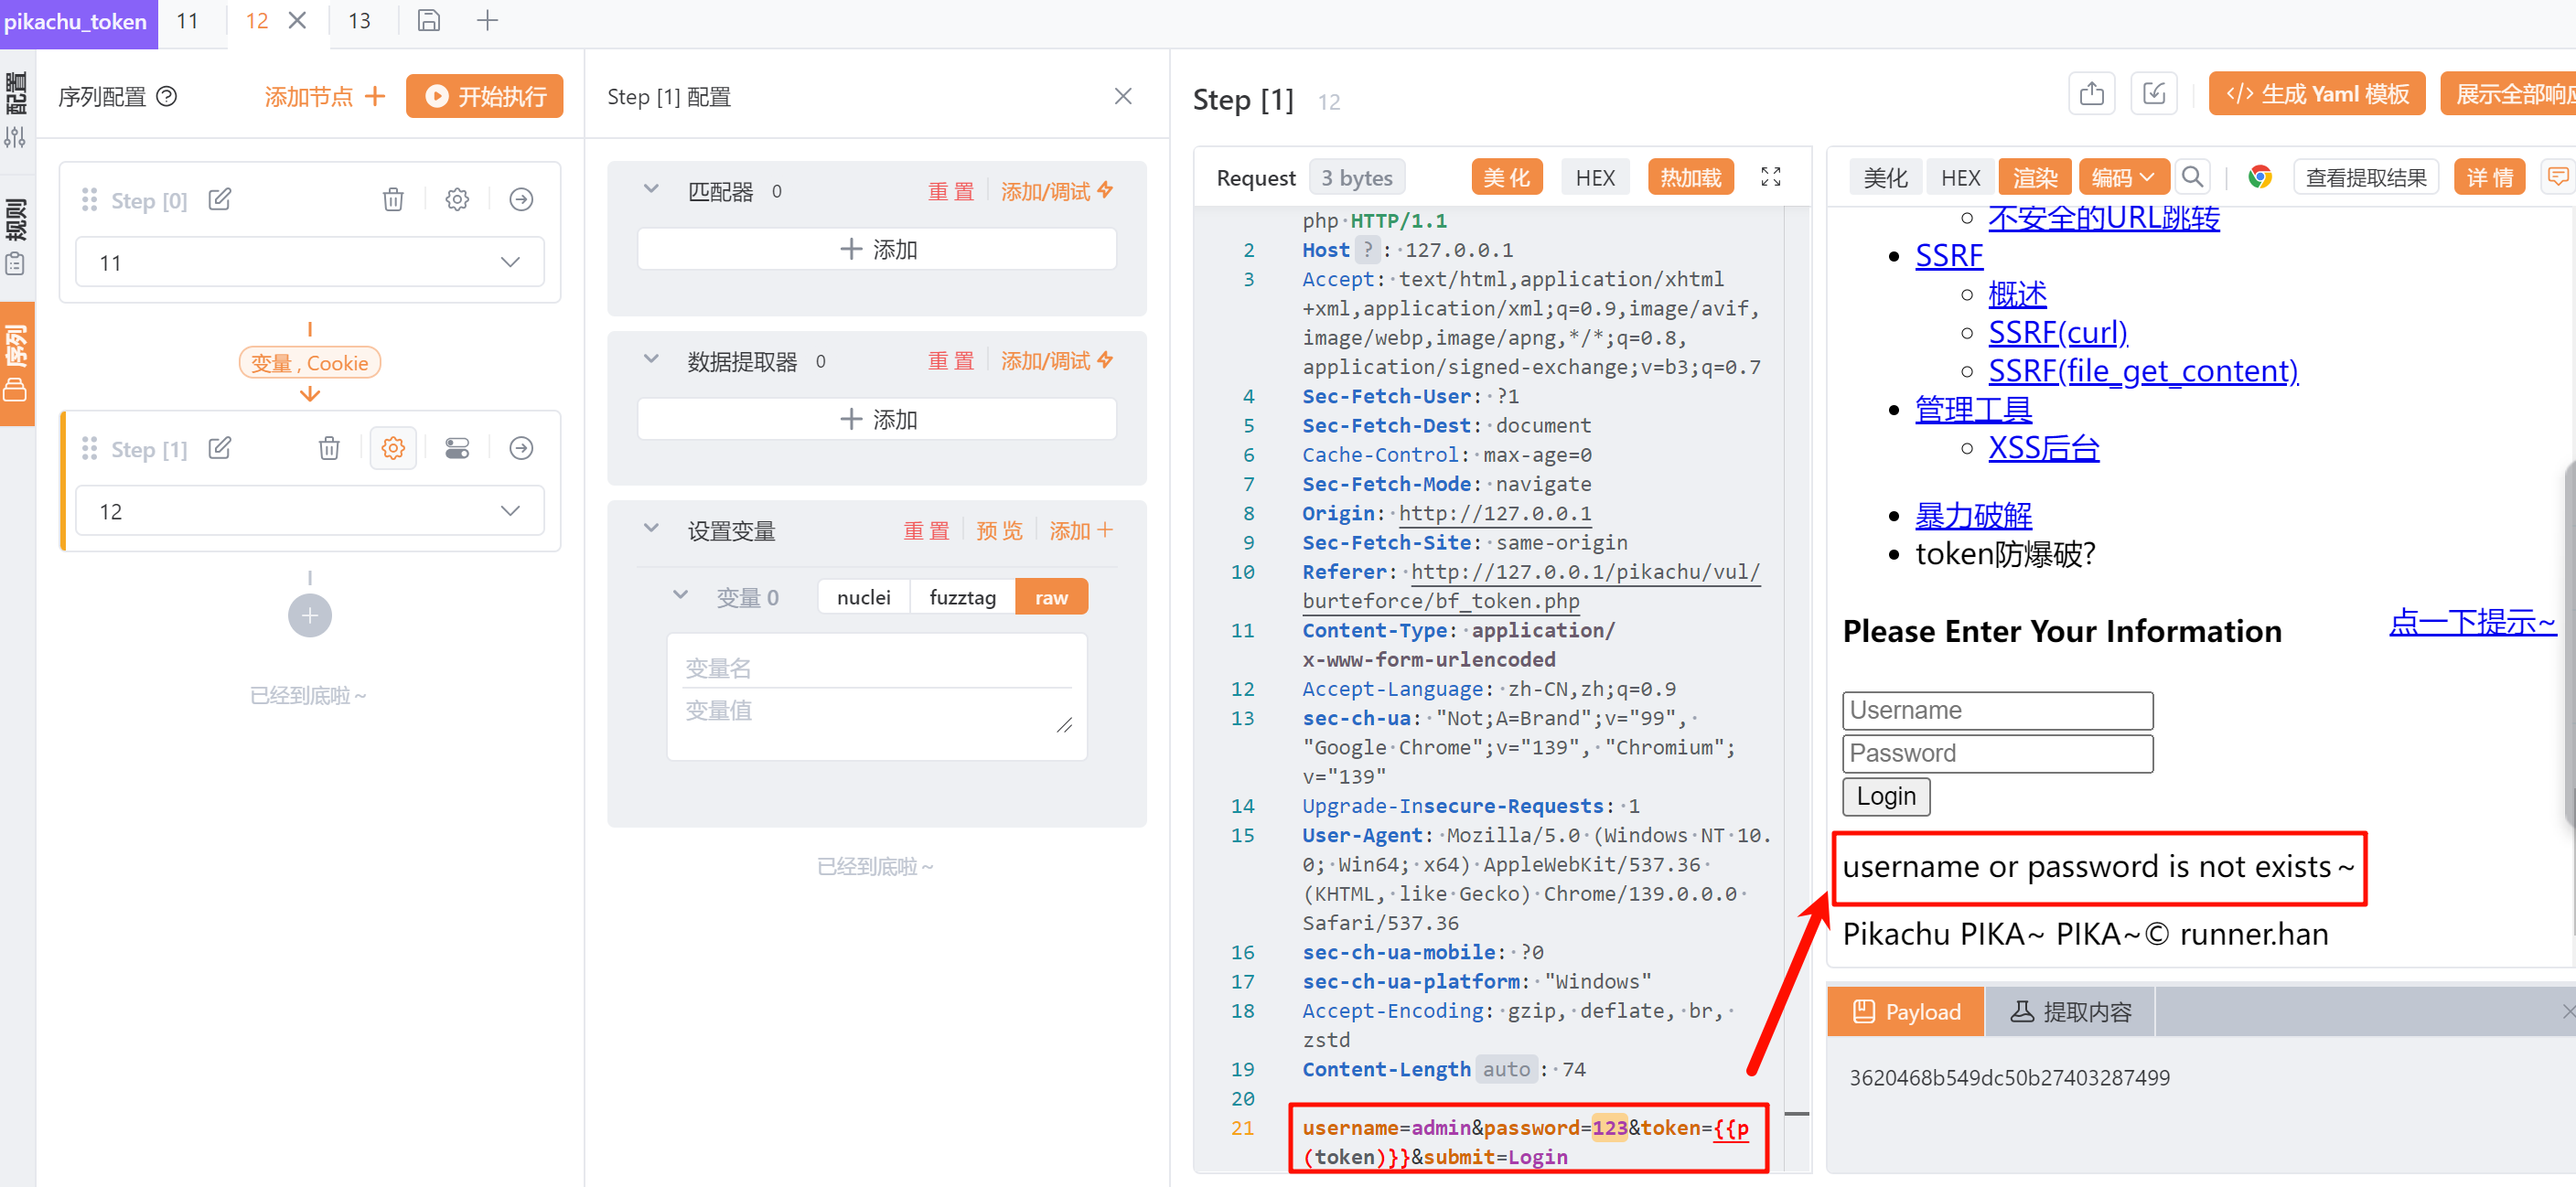 pikachu_token
11
12
13
配置
规则
序列
序列配置
添加节点 +
开始执行
Step [0]
11
变量 , Cookie
Step [1]
12
已经到底啦～
Step [1] 配置
匹配器 0
重 置
添加/调试
添加
数据提取器 0
重 置
添加/调试
添加
设置变量
重 置
预 览
添加 +
变量 0
nuclei
fuzztag
raw
变量名
变量值
已经到底啦～
Step [1] 12
</> 生成 Yaml 模板
Request
3 bytes
美 化
HEX
热加载
php HTTP/1.1
2 Host ? : 127.0.0.1
3 Accept: text/html,application/xhtml
+xml,application/xml;q=0.9,image/avif,
image/webp,image/apng,*/*;q=0.8,
application/signed-exchange;v=b3;q=0.7
4 Sec-Fetch-User: ?1
5 Sec-Fetch-Dest: document
6 Cache-Control: max-age=0
7 Sec-Fetch-Mode: navigate
8 Origin: http://127.0.0.1
9 Sec-Fetch-Site: same-origin
10 Referer: http://127.0.0.1/pikachu/vul/
burteforce/bf_token.php
11 Content-Type: application/
x-www-form-urlencoded
12 Accept-Language: zh-CN,zh;q=0.9
13 sec-ch-ua: "Not;A=Brand";v="99",
"Google Chrome";v="139", "Chromium";
v="139"
14 Upgrade-Insecure-Requests: 1
15 User-Agent: Mozilla/5.0 (Windows NT 10.
0; Win64; x64) AppleWebKit/537.36
(KHTML, like Gecko) Chrome/139.0.0.0
Safari/537.36
16 sec-ch-ua-mobile: ?0
17 sec-ch-ua-platform: "Windows"
18 Accept-Encoding: gzip, deflate, br,
zstd
19 Content-Length auto : 74
20
21 username=admin&password=123&token={{p
(token)}}&submit=Login
展示全部响应
美化
HEX
渲染
编码
查看提取结果
详 情
不安全的URL跳转
SSRF
概述
SSRF(curl)
SSRF(file_get_content)
管理工具
XSS后台
暴力破解
token防爆破?
Please Enter Your Information
点一下提示~
Username
Password
Login
username or password is not exists～
Pikachu PIKA~ PIKA~© runner.han
Payload
提取内容
3620468b549dc50b27403287499